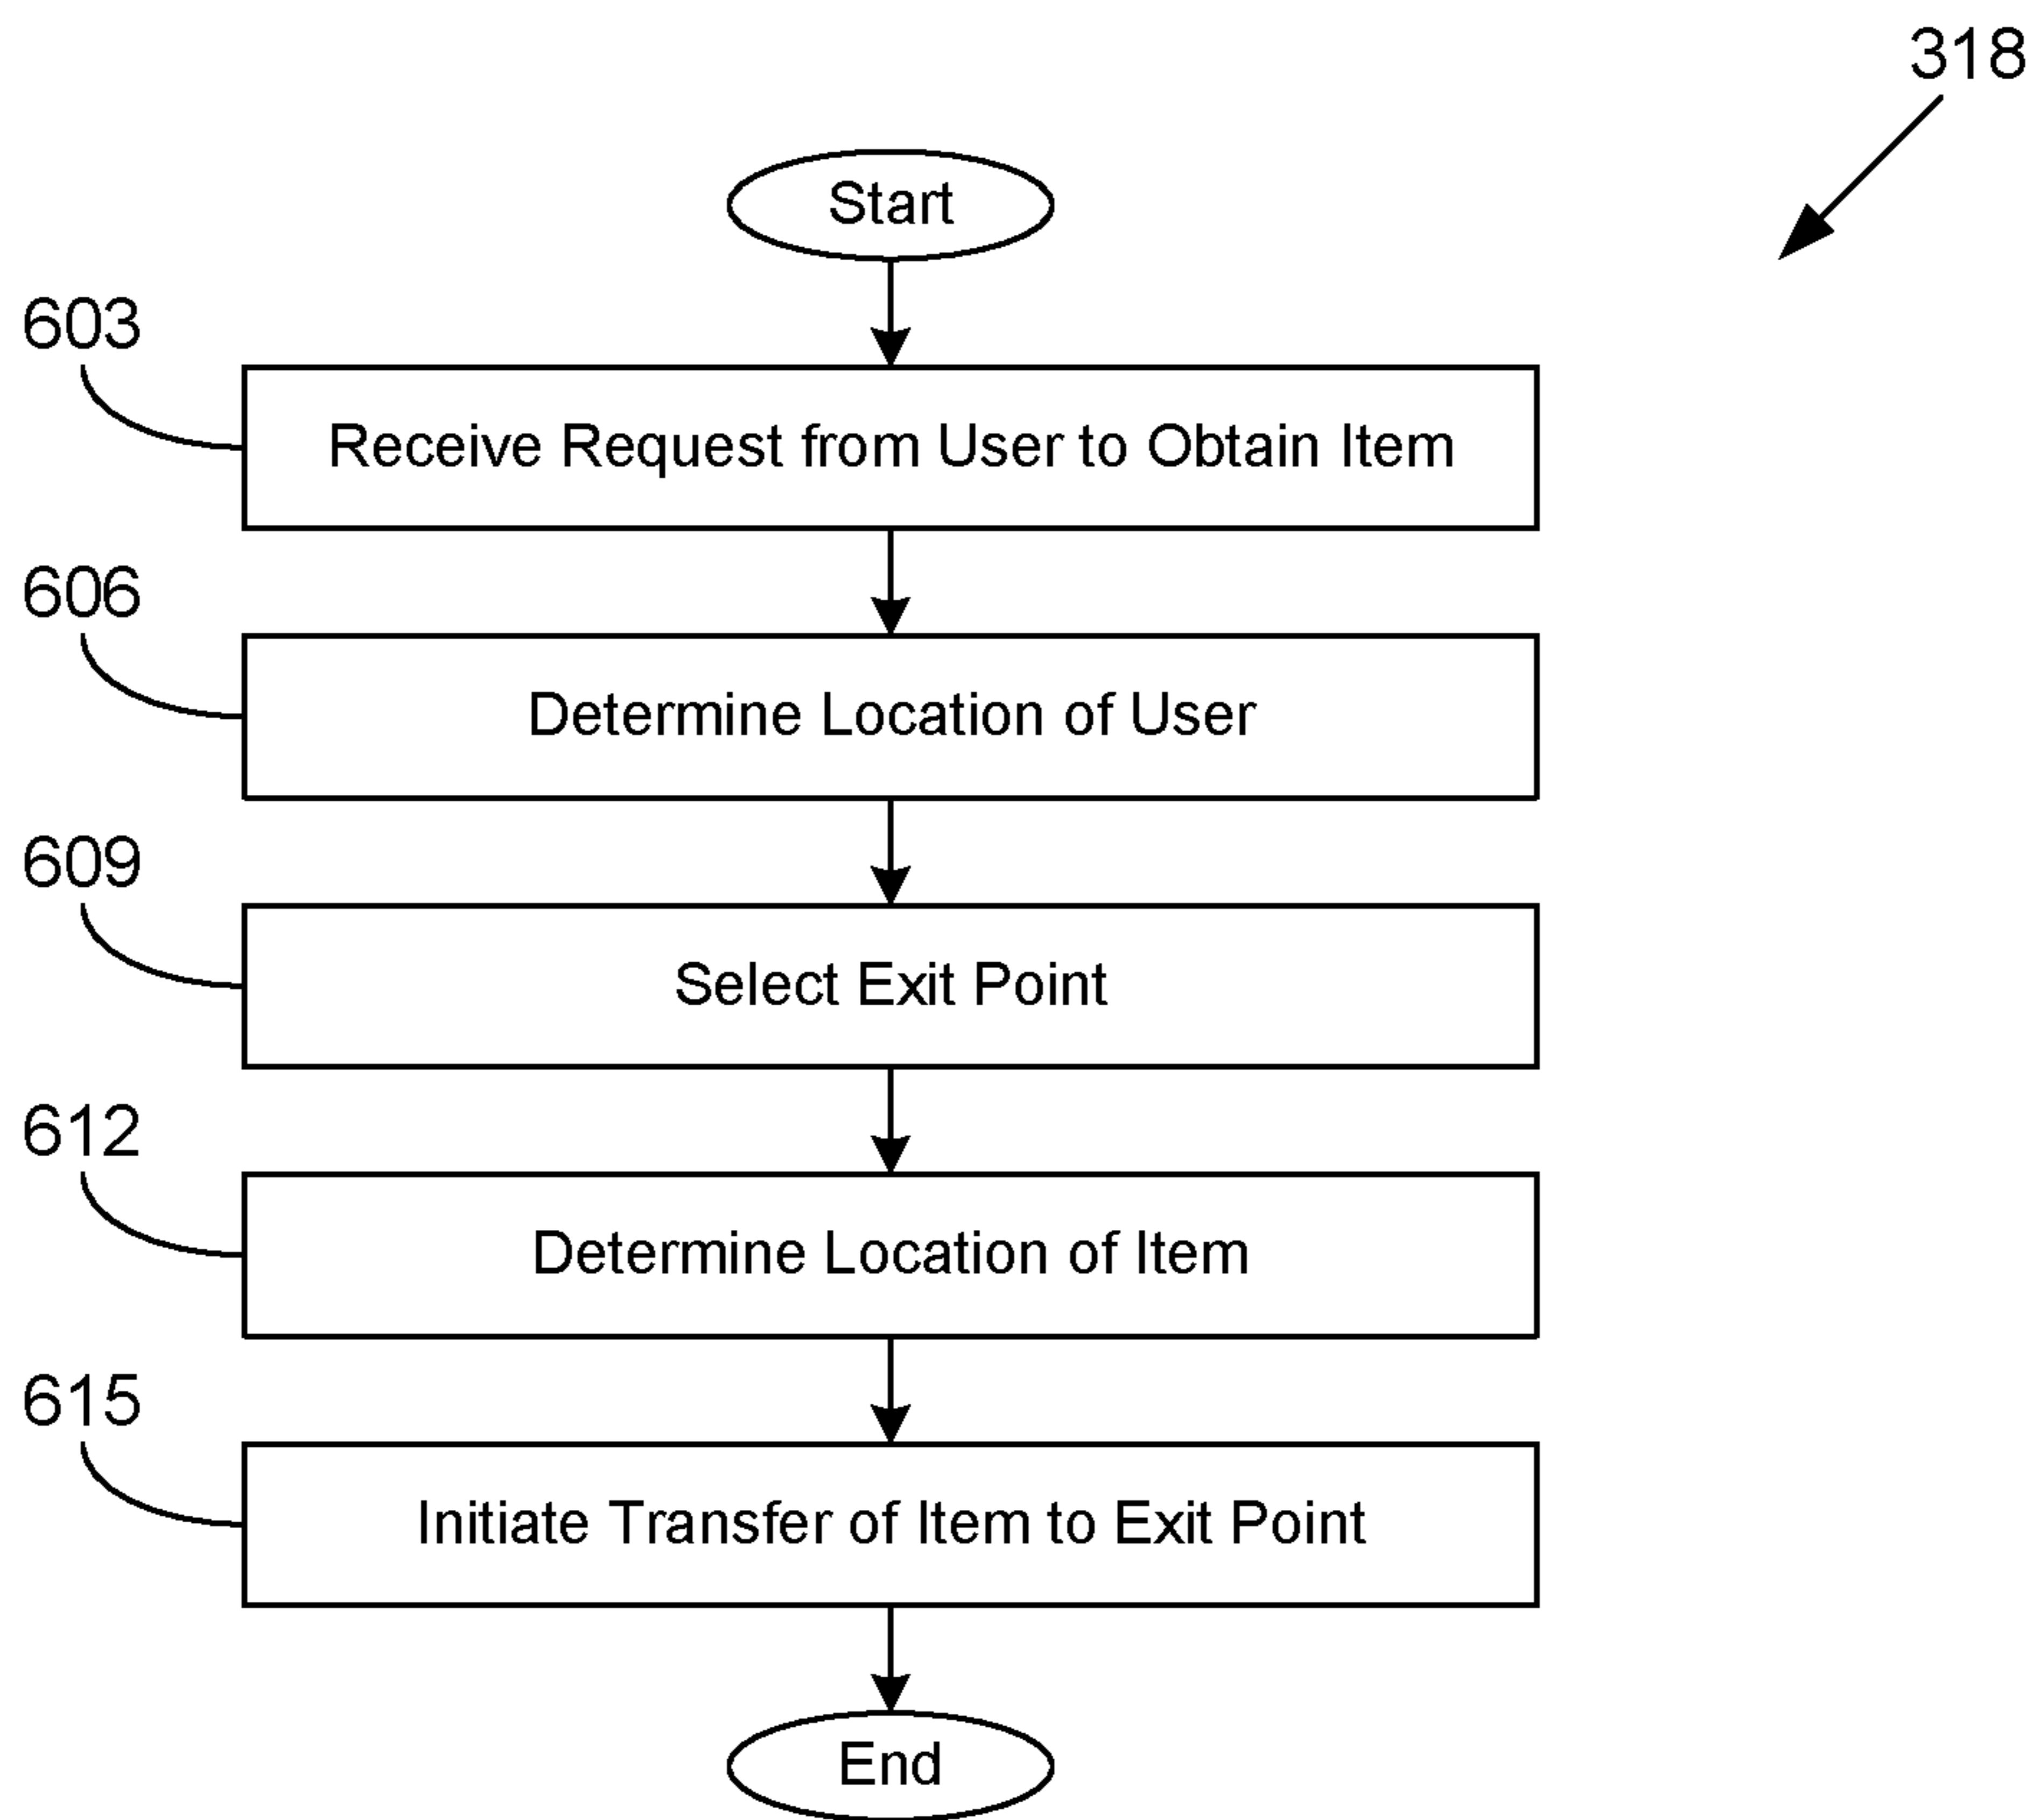 318
Start
603
Receive Request from User to Obtain Item
606
Determine Location of User
609
Select Exit Point
612
Determine Location of Item
615
Initiate Transfer of Item to Exit Point
End